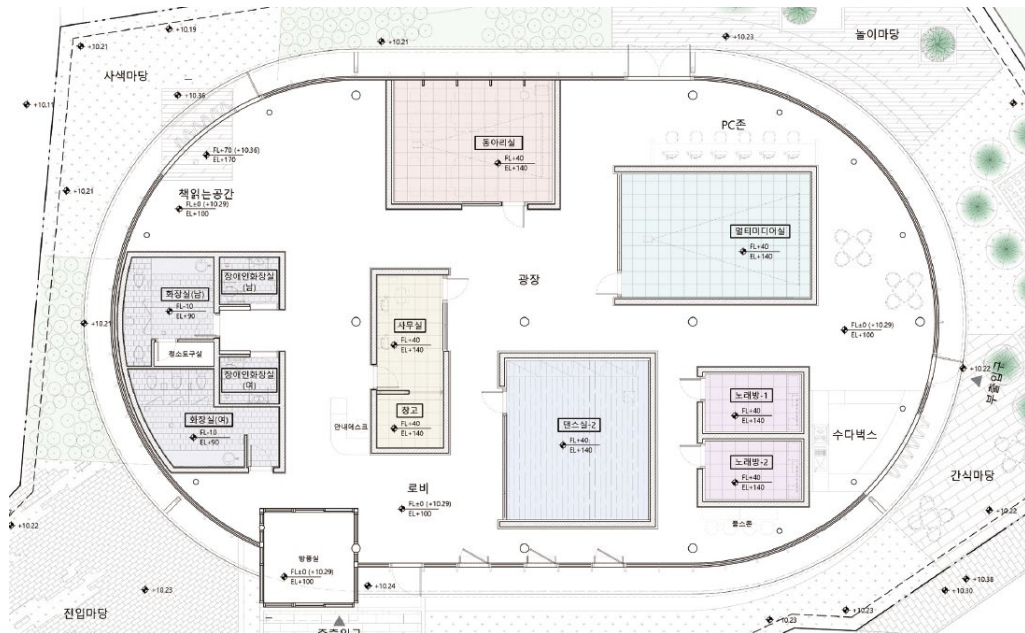 +10.19
+10.21
+10.21
+10.23
놀이마당
사색마당
+10.36
+10.11
PC존
동아리실
FL+40
EL+140
FL+70 (+10.36)
EL+170
+10.21
책읽는공간
FL±0 (+10.29)
EL+100
멀티미디어실
FL+40
EL+140
장애인화장실
(남)
화장실(남)
FL-10
EL+90
광장
+10.21
사무실
FL+40
EL+140
FL±0 (+10.29)
EL+100
청소도구실
장애인화장실
(여)
+10.22
부출입구
화장실(여)
FL-10
EL+90
안내데스크
창고
FL+40
EL+140
댄스실-2
FL+40
EL+140
노래방-1
FL+40
EL+140
수다벅스
노래방-2
FL+40
EL+140
간식마당
로비
FL±0 (+10.29)
EL+100
+10.22
+10.22
방풍실
FL±0 (+10.29)
EL+100
+10.24
+10.23
+10.38
+10.30
진입마당
+10.23
+10.23